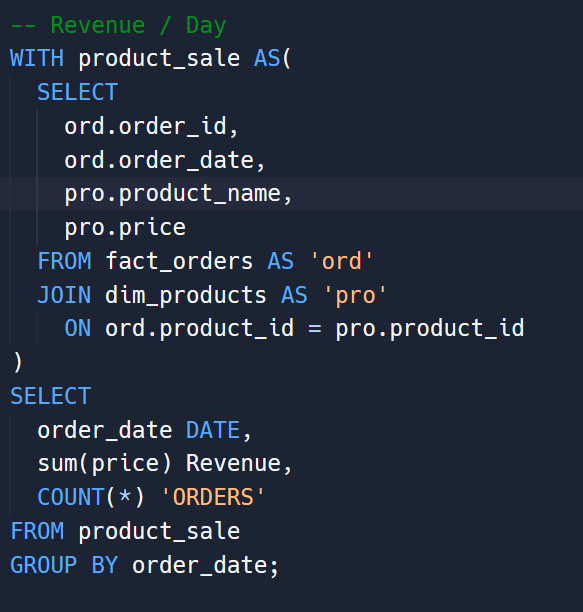 -- Revenue / Day
WITH product_sale AS(
  SELECT
    ord.order_id,
    ord.order_date,
    pro.product_name,
    pro.price
  FROM fact_orders AS 'ord'
  JOIN dim_products AS 'pro'
    ON ord.product_id = pro.product_id
)
SELECT
  order_date DATE,
  sum(price) Revenue,
  COUNT(*) 'ORDERS'
FROM product_sale
GROUP BY order_date;